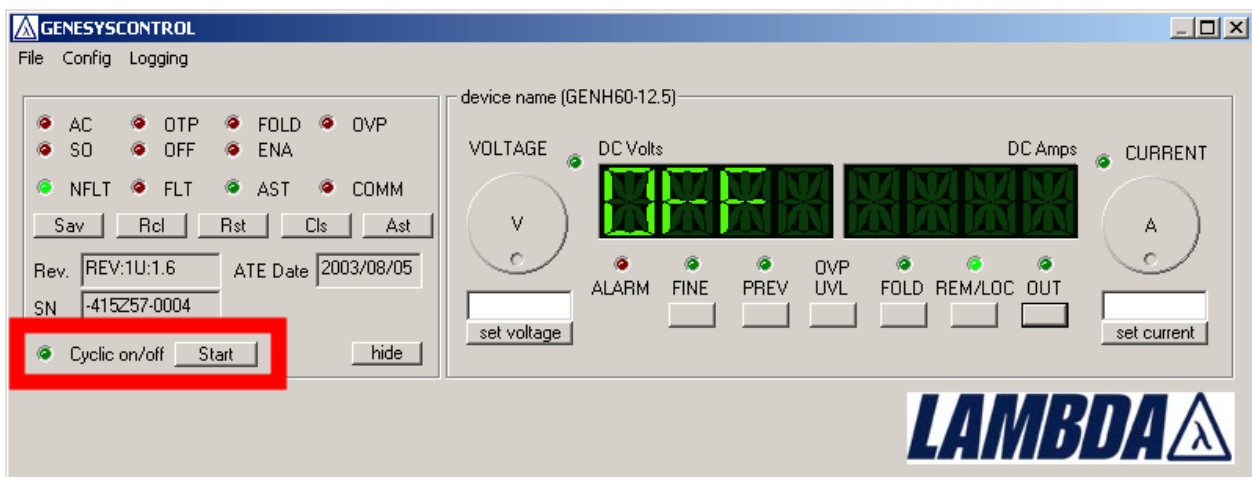 GENESYSCONTROL
File Config Logging
device name (GENH60-12.5)
AC OTP FOLD OVP
SO OFF ENA
NFLT FLT AST COMM
Sav Rcl Rst Cls Ast
Rev. REV:1U:1.6 ATE Date 2003/08/05
SN -415Z57-0004
Cyclic on/off Start hide
VOLTAGE DC Volts DC Amps CURRENT
V OFF A
ALARM FINE PREV OVP UVL FOLD REM/LOC OUT
set voltage set current
LAMBDA λ